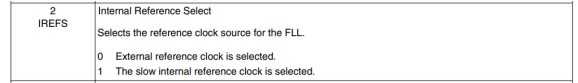 2
IREFS
Internal Reference Select
Selects the reference clock source for the FLL.
0 External reference clock is selected.
1 The slow internal reference clock is selected.